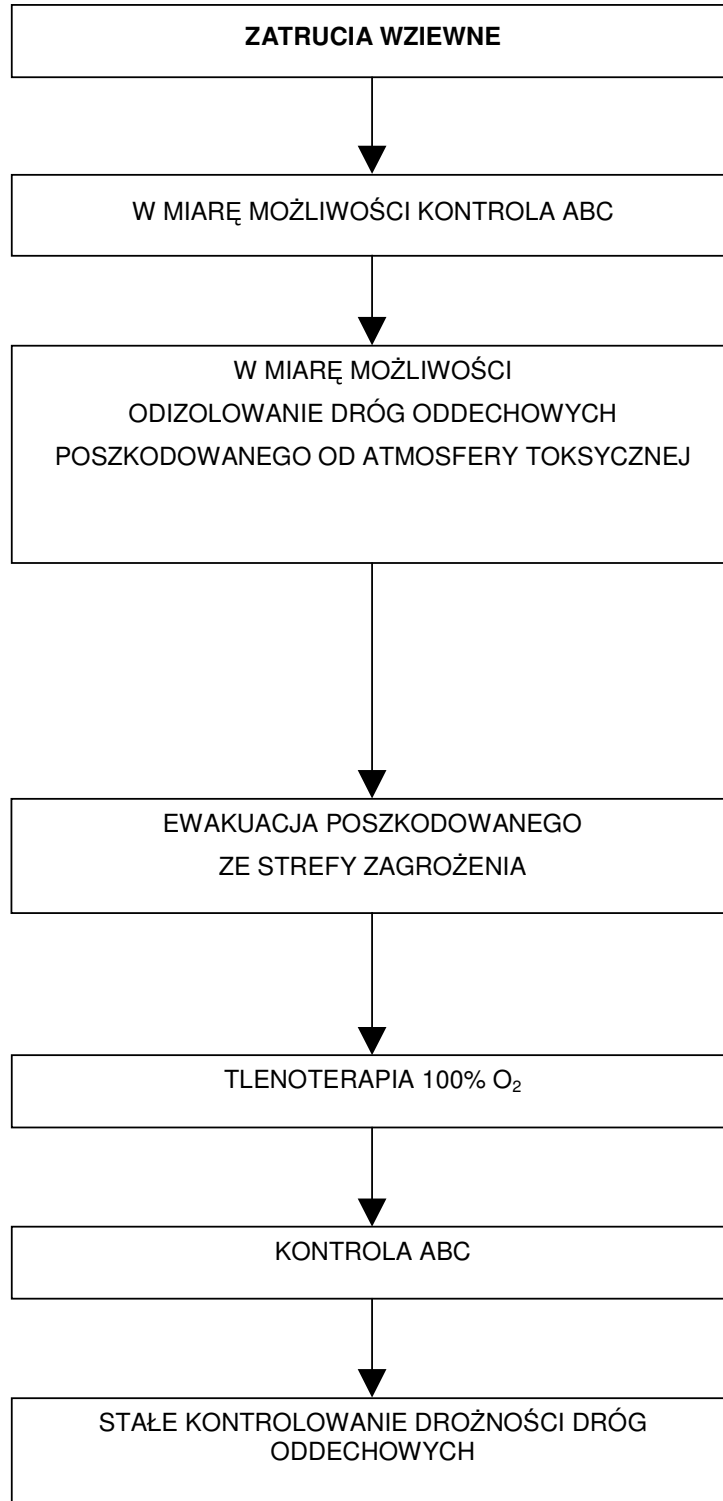 ZATRUCIA WZIEWNE
W MIARĘ MOŻLIWOŚCI KONTROLA ABC
W MIARĘ MOŻLIWOŚCI
ODIZOLOWANIE DRÓG ODDECHOWYCH
POSZKODOWANEGO OD ATMOSFERY TOKSYCZNEJ
EWAKUACJA POSZKODOWANEGO
ZE STREFY ZAGROŻENIA
TLENOTERAPIA 100% O₂
KONTROLA ABC
STAŁE KONTROLOWANIE DROŻNOŚCI DRÓG
ODDECHOWYCH